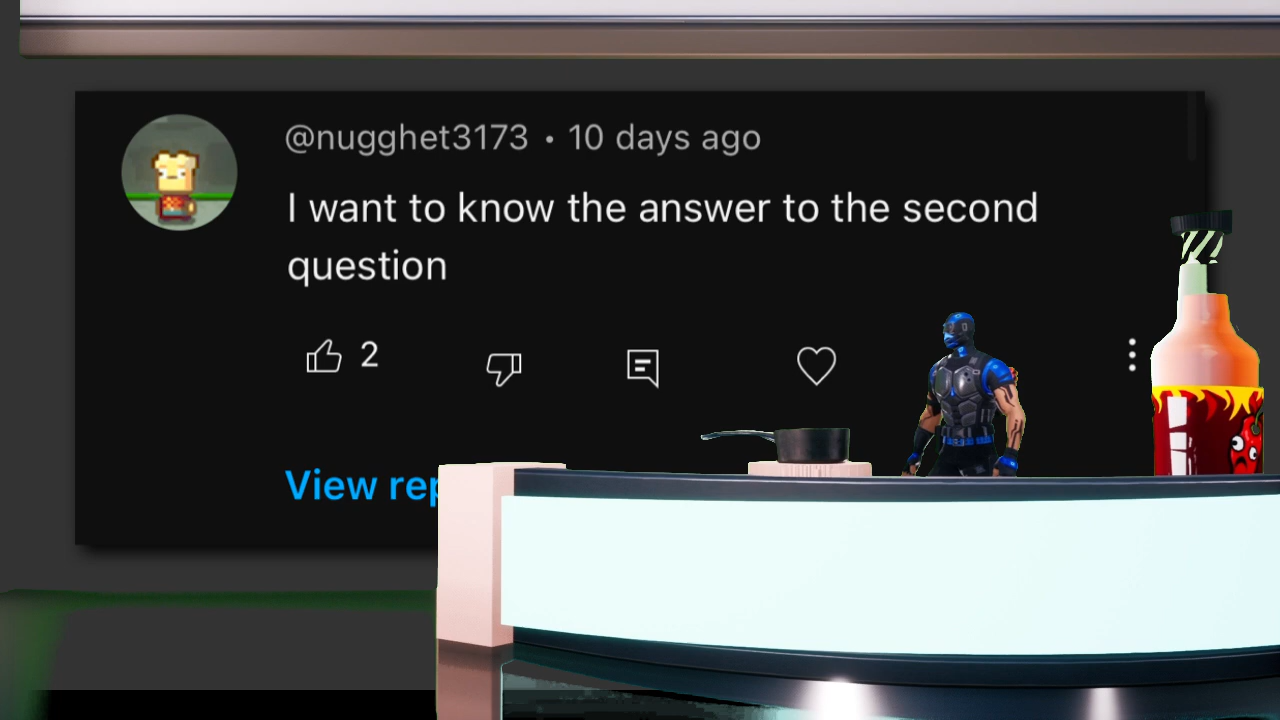 @nugghet3173 • 10 days ago
I want to know the answer to the second
question
2
View rep